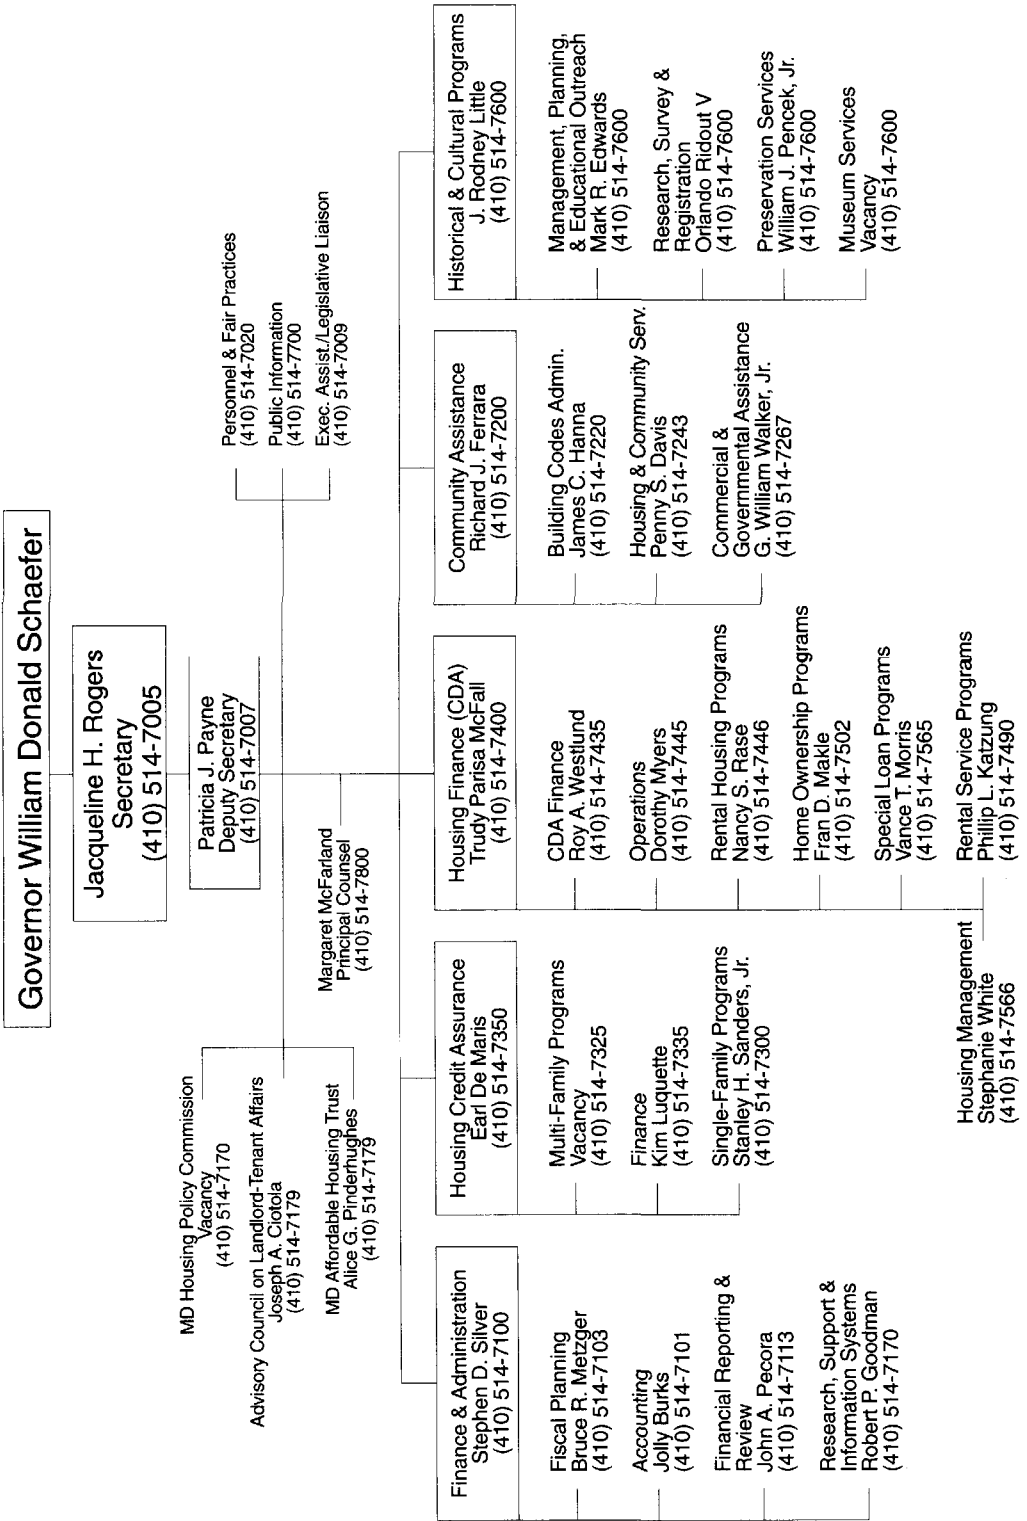 Governor William Donald Schaefer
Jacqueline H. Rogers
Secretary
(410) 514-7005
Patricia J. Payne
Deputy Secretary
(410) 514-7007
MD Housing Policy Commission
Vacancy
(410) 514-7170
Advisory Council on Landlord-Tenant Affairs
Joseph A. Ciotola
(410) 514-7179
MD Affordable Housing Trust
Alice G. Pinderhughes
(410) 514-7179
Personnel & Fair Practices
(410) 514-7020
Public Information
(410) 514-7700
Exec. Assist./Legislative Liaison
(410) 514-7009
Margaret McFarland
Principal Counsel
(410) 514-7800
Finance & Administration
Stephen D. Silver
(410) 514-7100
Fiscal Planning
Bruce R. Metzger
(410) 514-7103
Accounting
Jolly Burks
(410) 514-7101
Financial Reporting &
Review
John A. Pecora
(410) 514-7113
Research, Support &
Information Systems
Robert P. Goodman
(410) 514-7170
Housing Credit Assurance
Earl De Maris
(410) 514-7350
Multi-Family Programs
Vacancy
(410) 514-7325
Finance
Kim Luquette
(410) 514-7335
Single-Family Programs
Stanley H. Sanders, Jr.
(410) 514-7300
Housing Finance (CDA)
Trudy Parisa McFall
(410) 514-7400
CDA Finance
Roy A. Westlund
(410) 514-7435
Operations
Dorothy Myers
(410) 514-7445
Rental Housing Programs
Nancy S. Rase
(410) 514-7446
Home Ownership Programs
Fran D. Makle
(410) 514-7502
Special Loan Programs
Vance T. Morris
(410) 514-7565
Rental Service Programs
Phillip L. Katzung
(410) 514-7490
Housing Management
Stephanie White
(410) 514-7566
Community Assistance
Richard J. Ferrara
(410) 514-7200
Building Codes Admin.
James C. Hanna
(410) 514-7220
Housing & Community Serv.
Penny S. Davis
(410) 514-7243
Commercial &
Governmental Assistance
G. William Walker, Jr.
(410) 514-7267
Historical & Cultural Programs
J. Rodney Little
(410) 514-7600
Management, Planning,
& Educational Outreach
Mark R. Edwards
(410) 514-7600
Research, Survey &
Registration
Orlando Ridout V
(410) 514-7600
Preservation Services
William J. Pencek, Jr.
(410) 514-7600
Museum Services
Vacancy
(410) 514-7600